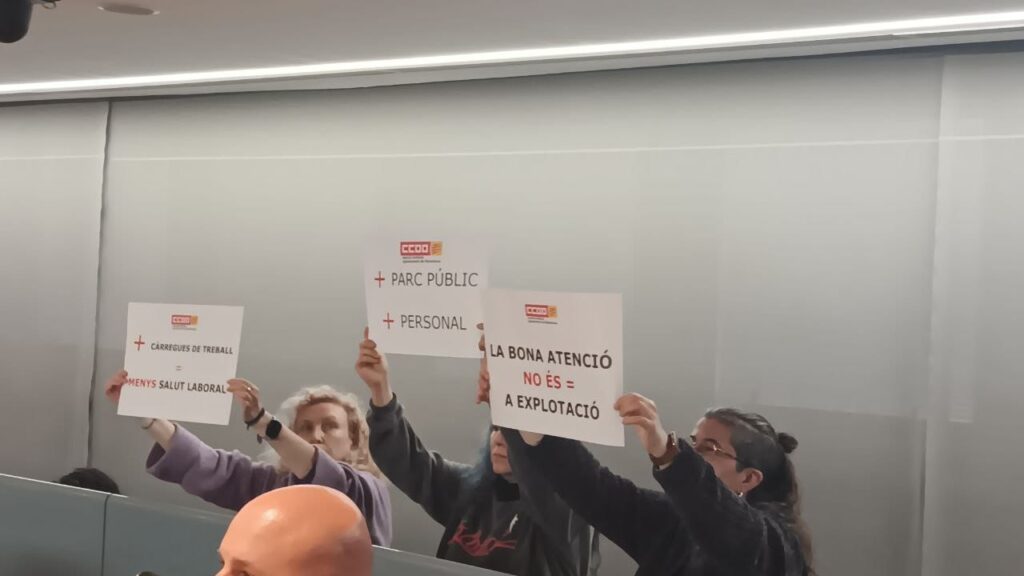 CCOO
+ CÀRREGUES DE TREBALL
=
MENYS SALUT LABORAL
CCOO
+ PARC PÚBLIC
+ PERSONAL
CCOO
LA BONA ATENCIÓ
NO ÉS =
A EXPLOTACIÓ